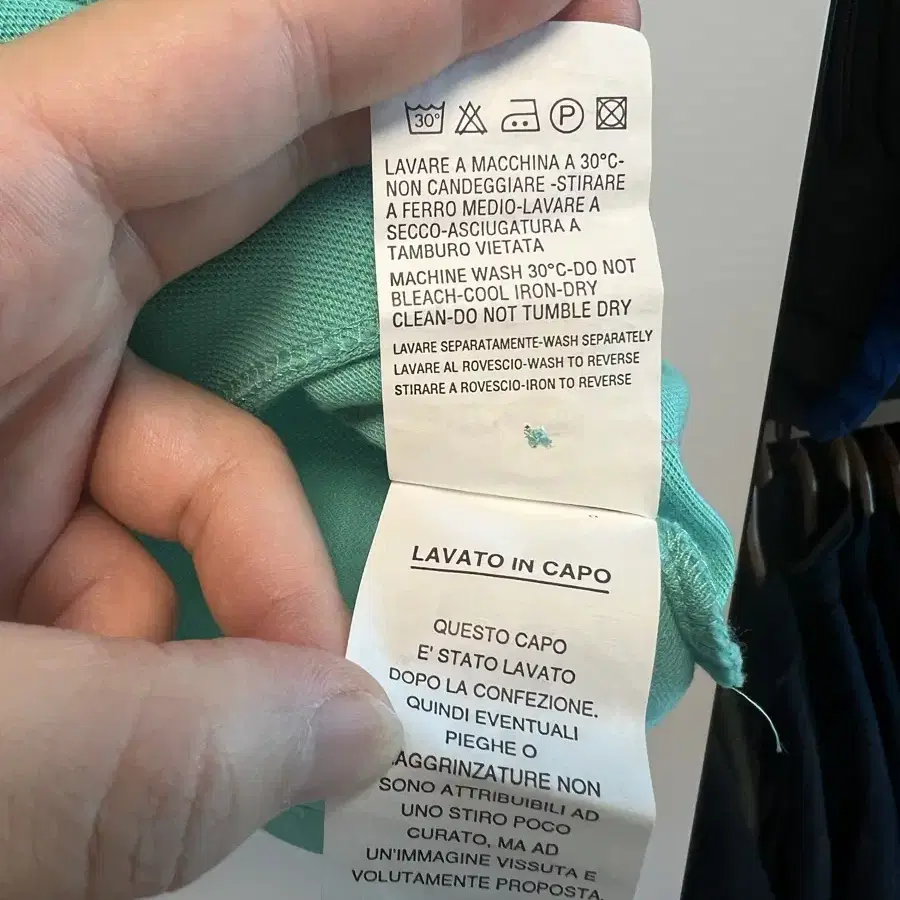 30°
P
LAVARE A MACCHINA A 30°C-
NON CANDEGGIARE -STIRARE
A FERRO MEDIO-LAVARE A
SECCO-ASCIUGATURA A
TAMBURO VIETATA
MACHINE WASH 30°C-DO NOT
BLEACH-COOL IRON-DRY
CLEAN-DO NOT TUMBLE DRY
LAVARE SEPARATAMENTE-WASH SEPARATELY
LAVARE AL ROVESCIO-WASH TO REVERSE
STIRARE A ROVESCIO-IRON TO REVERSE
LAVATO IN CAPO
QUESTO CAPO
E' STATO LAVATO
DOPO LA CONFEZIONE.
QUINDI EVENTUALI
PIEGHE O
AGGRINZATURE NON
SONO ATTRIBUIBILI AD
UNO STIRO POCO
CURATO, MA AD
UN'IMMAGINE VISSUTA E
VOLUTAMENTE PROPOSTA.